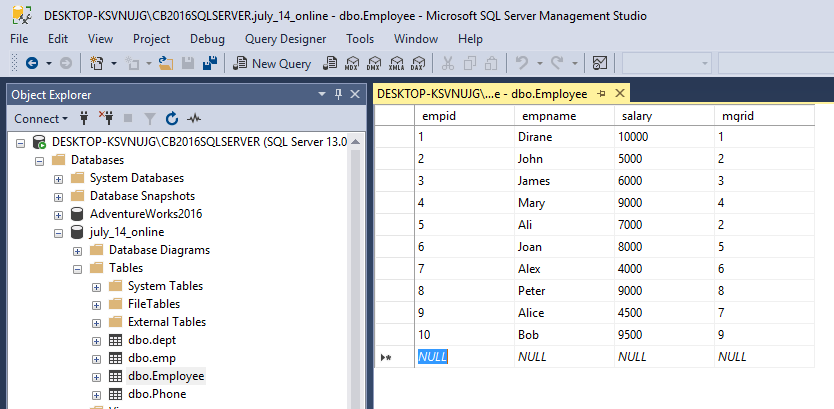 DESKTOP-KSVNUJG\CB2016SQLSERVER.july_14_online - dbo.Employee - Microsoft SQL Server Management Studio
File Edit View Project Debug Query Designer Tools Window Help
New Query MDX DMX XMLA DAX
Object Explorer
Connect
DESKTOP-KSVNUJG\CB2016SQLSERVER (SQL Server 13.0
Databases
System Databases
Database Snapshots
AdventureWorks2016
july_14_online
Database Diagrams
Tables
System Tables
FileTables
External Tables
dbo.dept
dbo.emp
dbo.Employee
dbo.Phone
DESKTOP-KSVNUJG\...e - dbo.Employee
empid empname salary mgrid
1 Dirane 10000 1
2 John 5000 2
3 James 6000 3
4 Mary 9000 4
5 Ali 7000 2
6 Joan 8000 5
7 Alex 4000 6
8 Peter 9000 8
9 Alice 4500 7
10 Bob 9500 9
NULL NULL NULL NULL